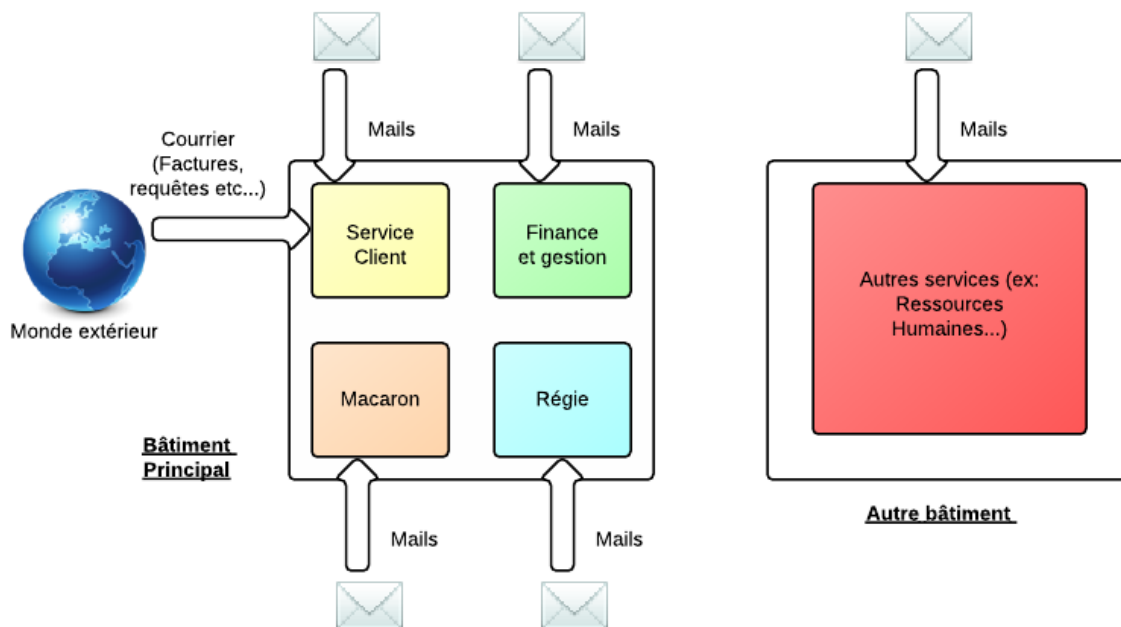 Mails
Mails
Mails
Courrier
(Factures,
requêtes etc...)
Monde extérieur
Service
Client
Finance
et gestion
Autres services (ex:
Ressources
Humaines...)
Macaron
Régie
Bâtiment
Principal
Autre bâtiment
Mails
Mails